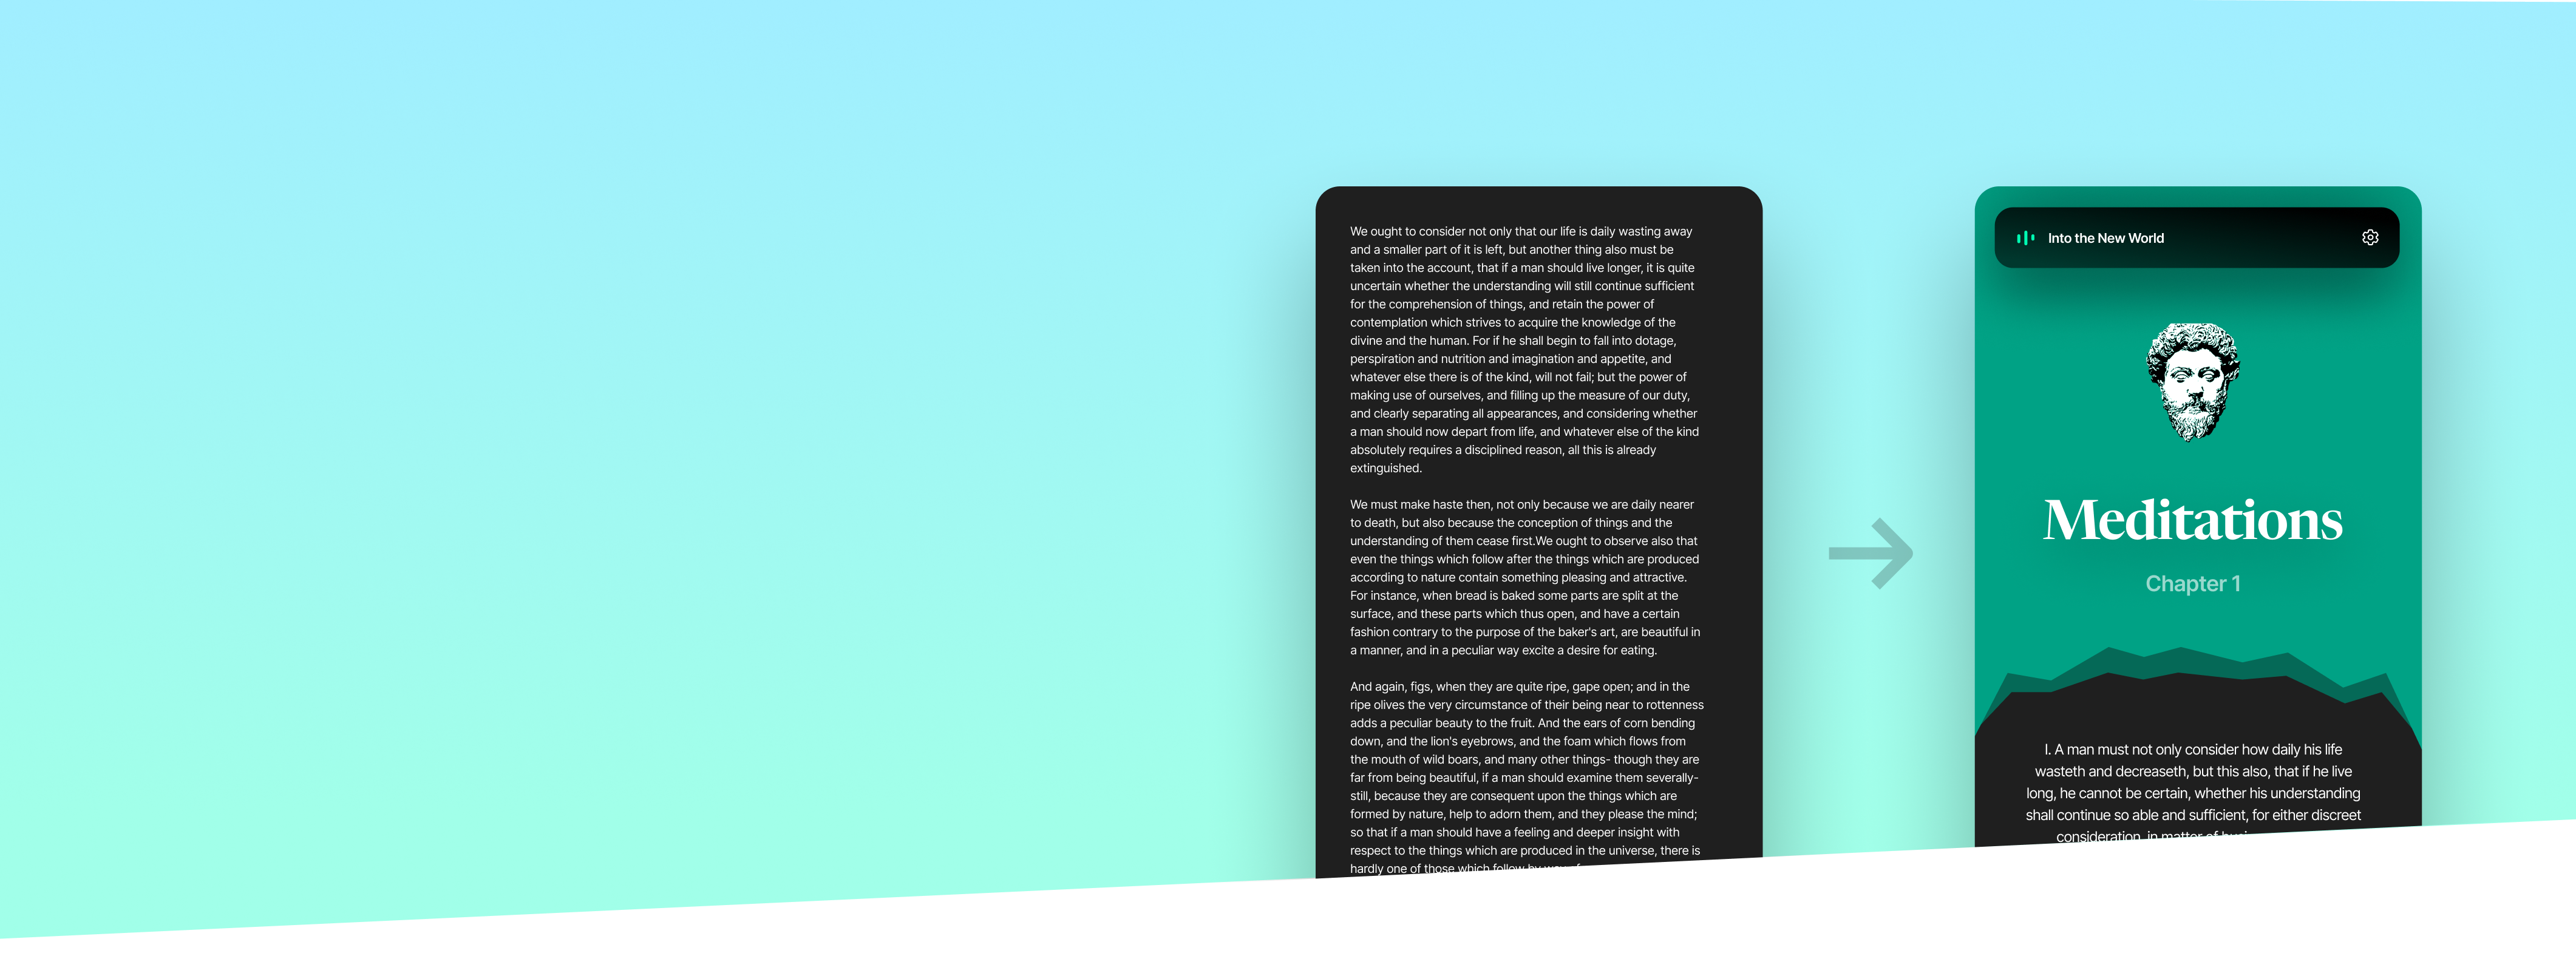 We ought to consider not only that our life is daily wasting away
and a smaller part of it is left, but another thing also must be
taken into the account, that if a man should live longer, it is quite
uncertain whether the understanding will still continue sufficient
for the comprehension of things, and retain the power of
contemplation which strives to acquire the knowledge of the
divine and the human. For if he shall begin to fall into dotage,
perspiration and nutrition and imagination and appetite, and
whatever else there is of the kind, will not fail; but the power of
making use of ourselves, and filling up the measure of our duty,
and clearly separating all appearances, and considering whether
a man should now depart from life, and whatever else of the kind
absolutely requires a disciplined reason, all this is already
extinguished.
We must make haste then, not only because we are daily nearer
to death, but also because the conception of things and the
understanding of them cease first.We ought to observe also that
even the things which follow after the things which are produced
according to nature contain something pleasing and attractive.
For instance, when bread is baked some parts are split at the
surface, and these parts which thus open, and have a certain
fashion contrary to the purpose of the baker's art, are beautiful in
a manner, and in a peculiar way excite a desire for eating.
And again, figs, when they are quite ripe, gape open; and in the
ripe olives the very circumstance of their being near to rottenness
adds a peculiar beauty to the fruit. And the ears of corn bending
down, and the lion's eyebrows, and the foam which flows from
the mouth of wild boars, and many other things- though they are
far from being beautiful, if a man should examine them severally-
still, because they are consequent upon the things which are
formed by nature, help to adorn them, and they please the mind;
so that if a man should have a feeling and deeper insight with
respect to the things which are produced in the universe, there is
hardly one of those which follow by way of
Into the New World
Meditations
Chapter 1
I. A man must not only consider how daily his life
wasteth and decreaseth, but this also, that if he live
long, he cannot be certain, whether his understanding
shall continue so able and sufficient, for either discreet
consideration, in matter of